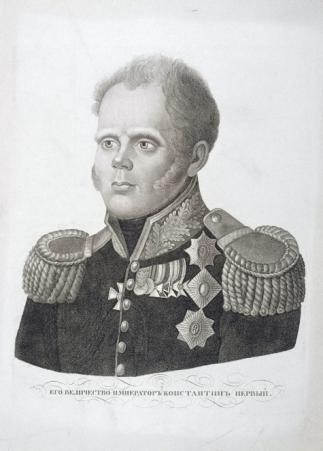 ЕГО ВЕЛИЧЕСТВО ИМПЕРАТОРЪ КОНСТАНТИНЪ ПЕРВЫЙ.